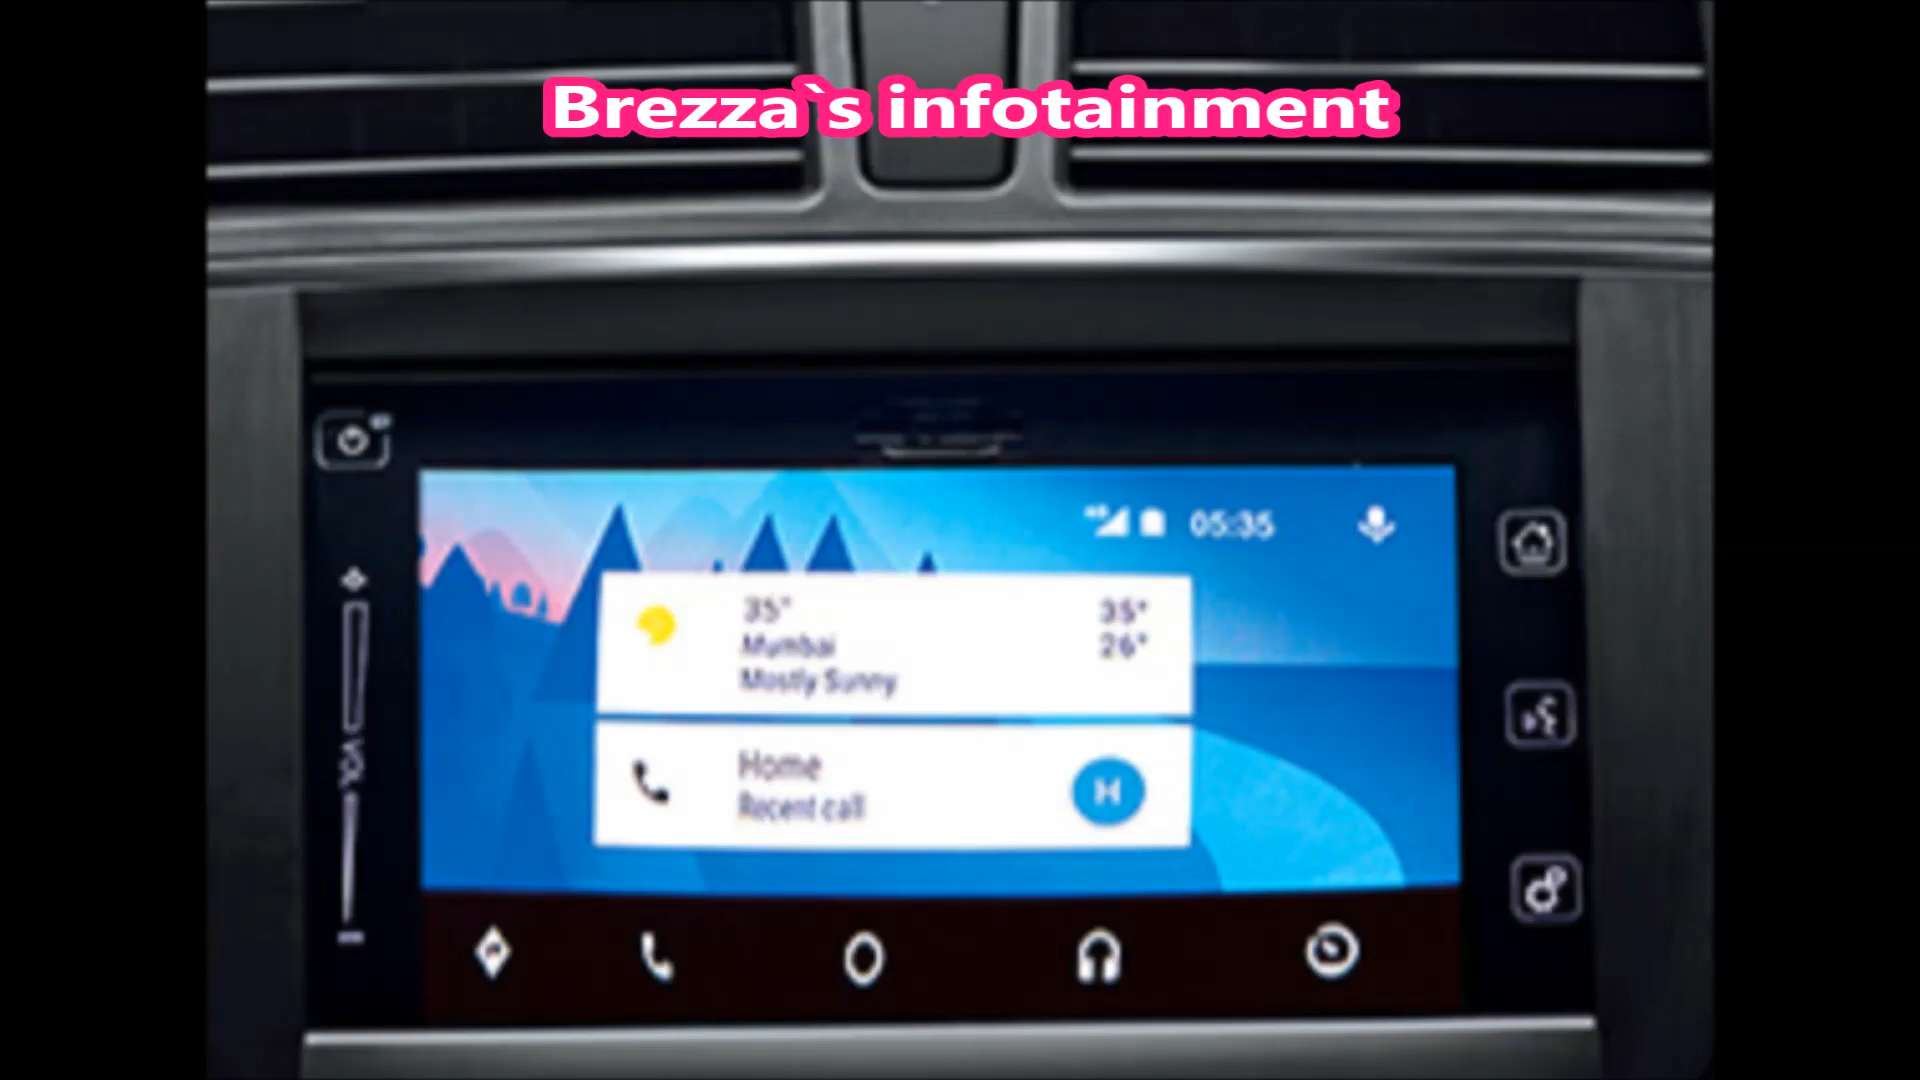 Brezza`s infotainment
05:35
35° 35°
Mumbai 26°
Mostly Sunny
VOL
Home
H
Recent call